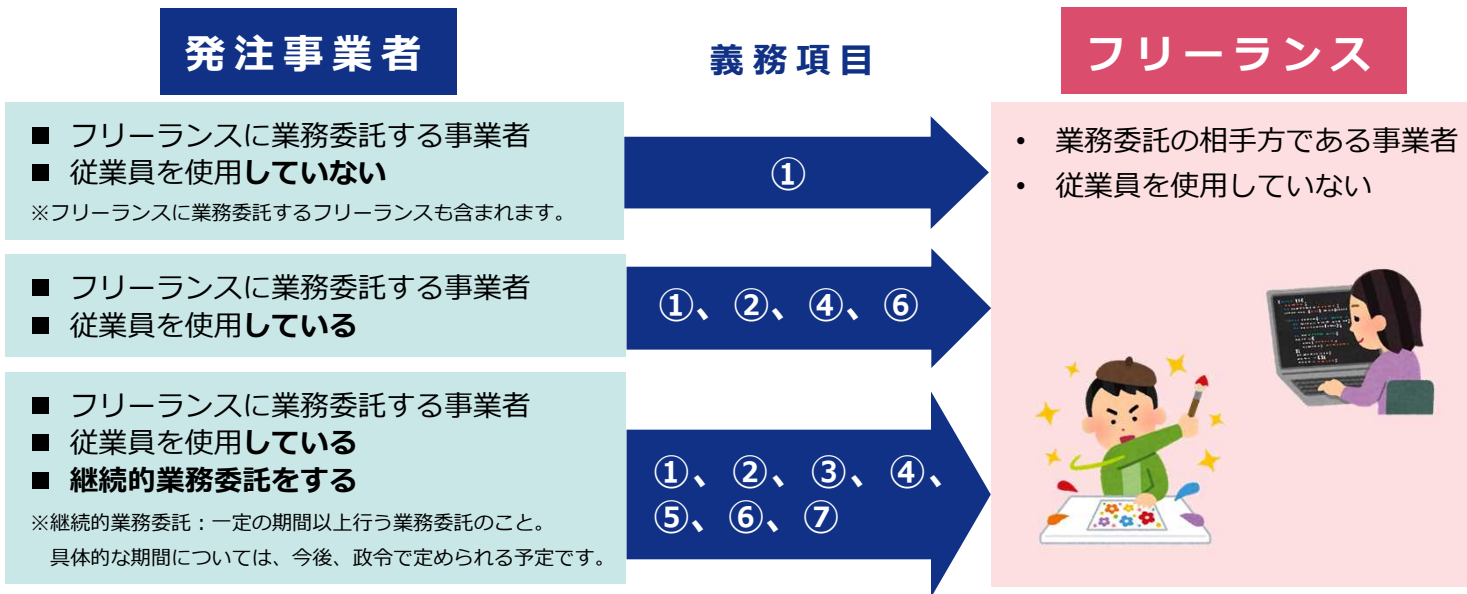 発注事業者
義務項目
フリーランス
■ フリーランスに業務委託する事業者
■ 従業員を使用していない
※フリーランスに業務委託するフリーランスも含まれます。
①
• 業務委託の相手方である事業者
• 従業員を使用していない
■ フリーランスに業務委託する事業者
■ 従業員を使用している
①、②、④、⑥
■ フリーランスに業務委託する事業者
■ 従業員を使用している
■ 継続的業務委託をする
※継続的業務委託：一定の期間以上行う業務委託のこと。
具体的な期間については、今後、政令で定められる予定です。
①、②、③、④、
⑤、⑥、⑦